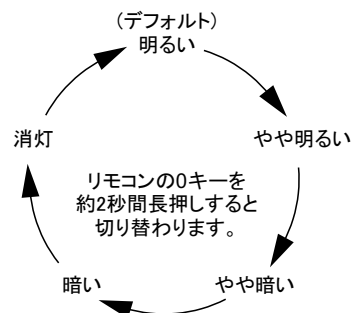 (デフォルト)
明るい
やや明るい
消灯
リモコンの0キーを
約2秒間長押しすると
切り替わります。
暗い
やや暗い